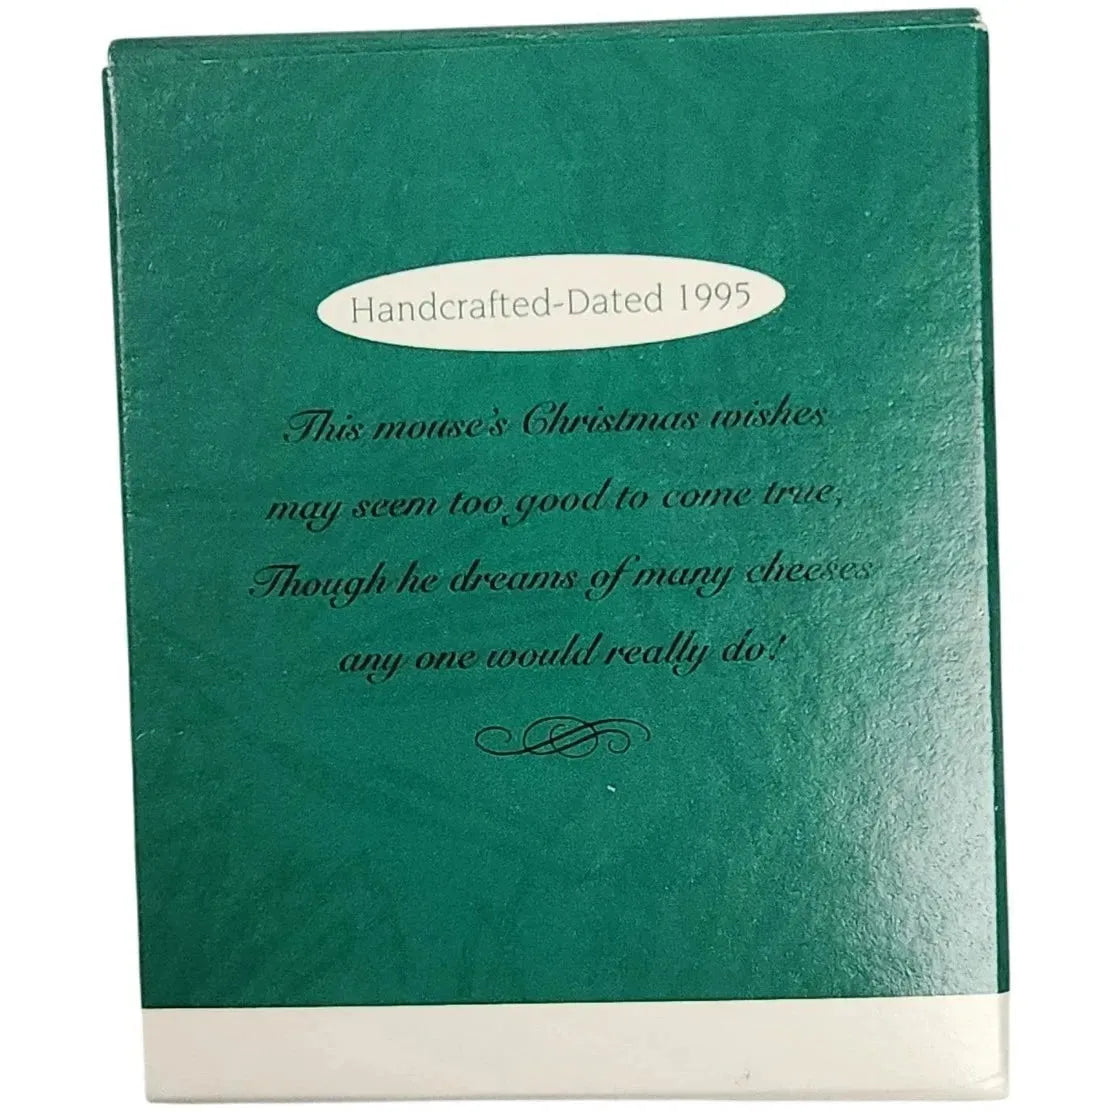 Handcrafted-Dated 1995
This mouse's Christmas wishes
may seem too good to come true,
Though he dreams of many cheeses
any one would really do!